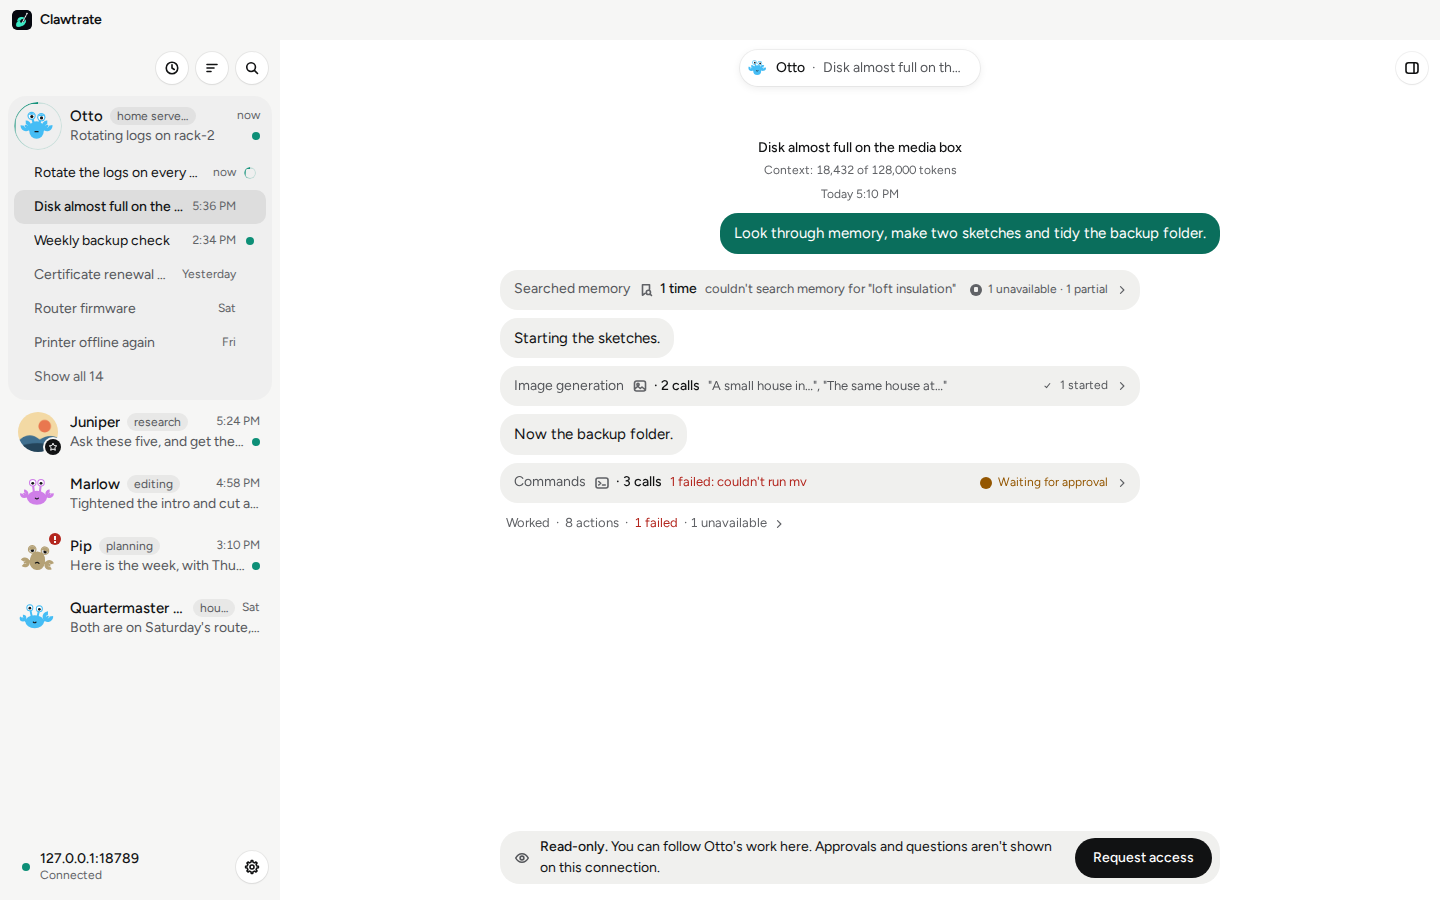 Clawtrate
Otto home serve... now
Rotating logs on rack-2
Rotate the logs on every ... now
Disk almost full on the ... 5:36 PM
Weekly backup check 2:34 PM
Certificate renewal ... Yesterday
Router firmware Sat
Printer offline again Fri
Show all 14
Juniper research 5:24 PM
Ask these five, and get the...
Marlow editing 4:58 PM
Tightened the intro and cut a...
Pip planning 3:10 PM
Here is the week, with Thu...
Quartermaster ... hou... Sat
Both are on Saturday's route,...
127.0.0.1:18789
Connected
Otto · Disk almost full on th...
Disk almost full on the media box
Context: 18,432 of 128,000 tokens
Today 5:10 PM
Look through memory, make two sketches and tidy the backup folder.
Searched memory 1 time couldn't search memory for "loft insulation" 1 unavailable · 1 partial
Starting the sketches.
Image generation · 2 calls "A small house in...", "The same house at..." 1 started
Now the backup folder.
Commands · 3 calls 1 failed: couldn't run mv Waiting for approval
Worked · 8 actions · 1 failed · 1 unavailable
Read-only. You can follow Otto's work here. Approvals and questions aren't shown
on this connection.
Request access